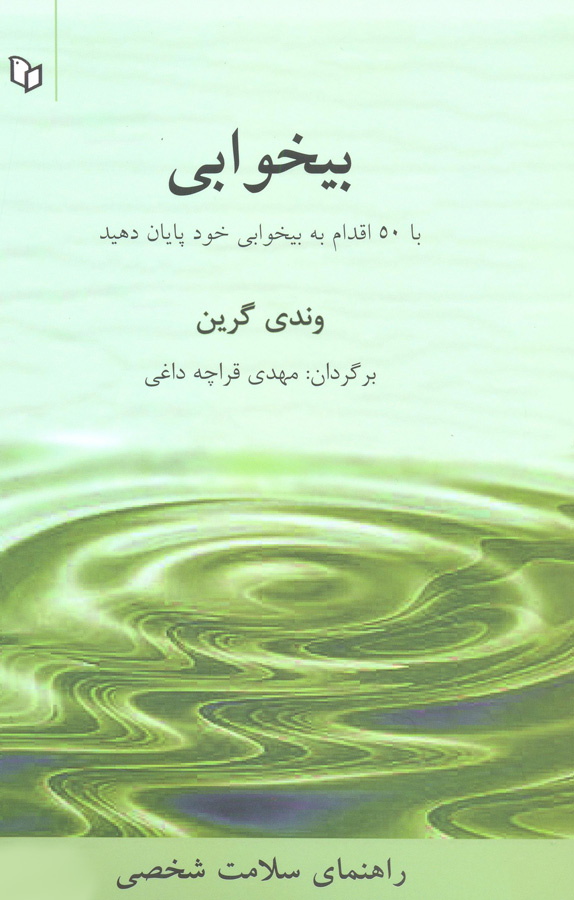 بیخوابی
با ۵۰ اقدام به بیخوابی خود پایان دهید
وندی گرین
برگردان: مهدی قراچه داغی
راهنمای سلامت شخصی